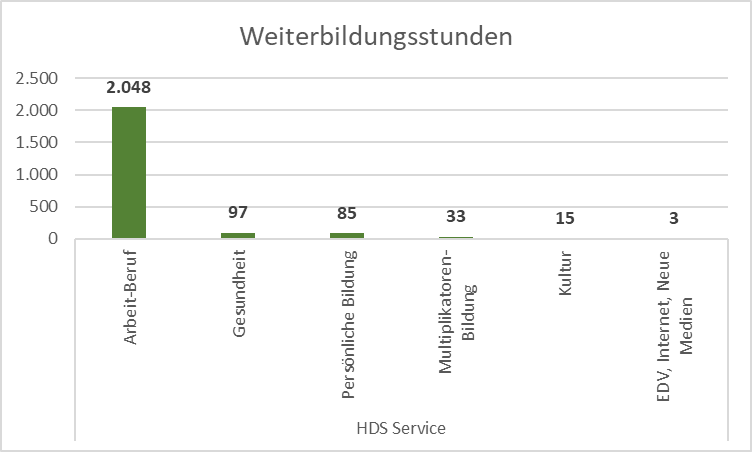 Weiterbildungsstunden
2.500
2.000
1.500
1.000
500
0
2.048
97
85
33
15
3
Arbeit-Beruf
Gesundheit
Persönliche Bildung
Multiplikatoren-
Bildung
Kultur
EDV, Internet, Neue
Medien
HDS Service